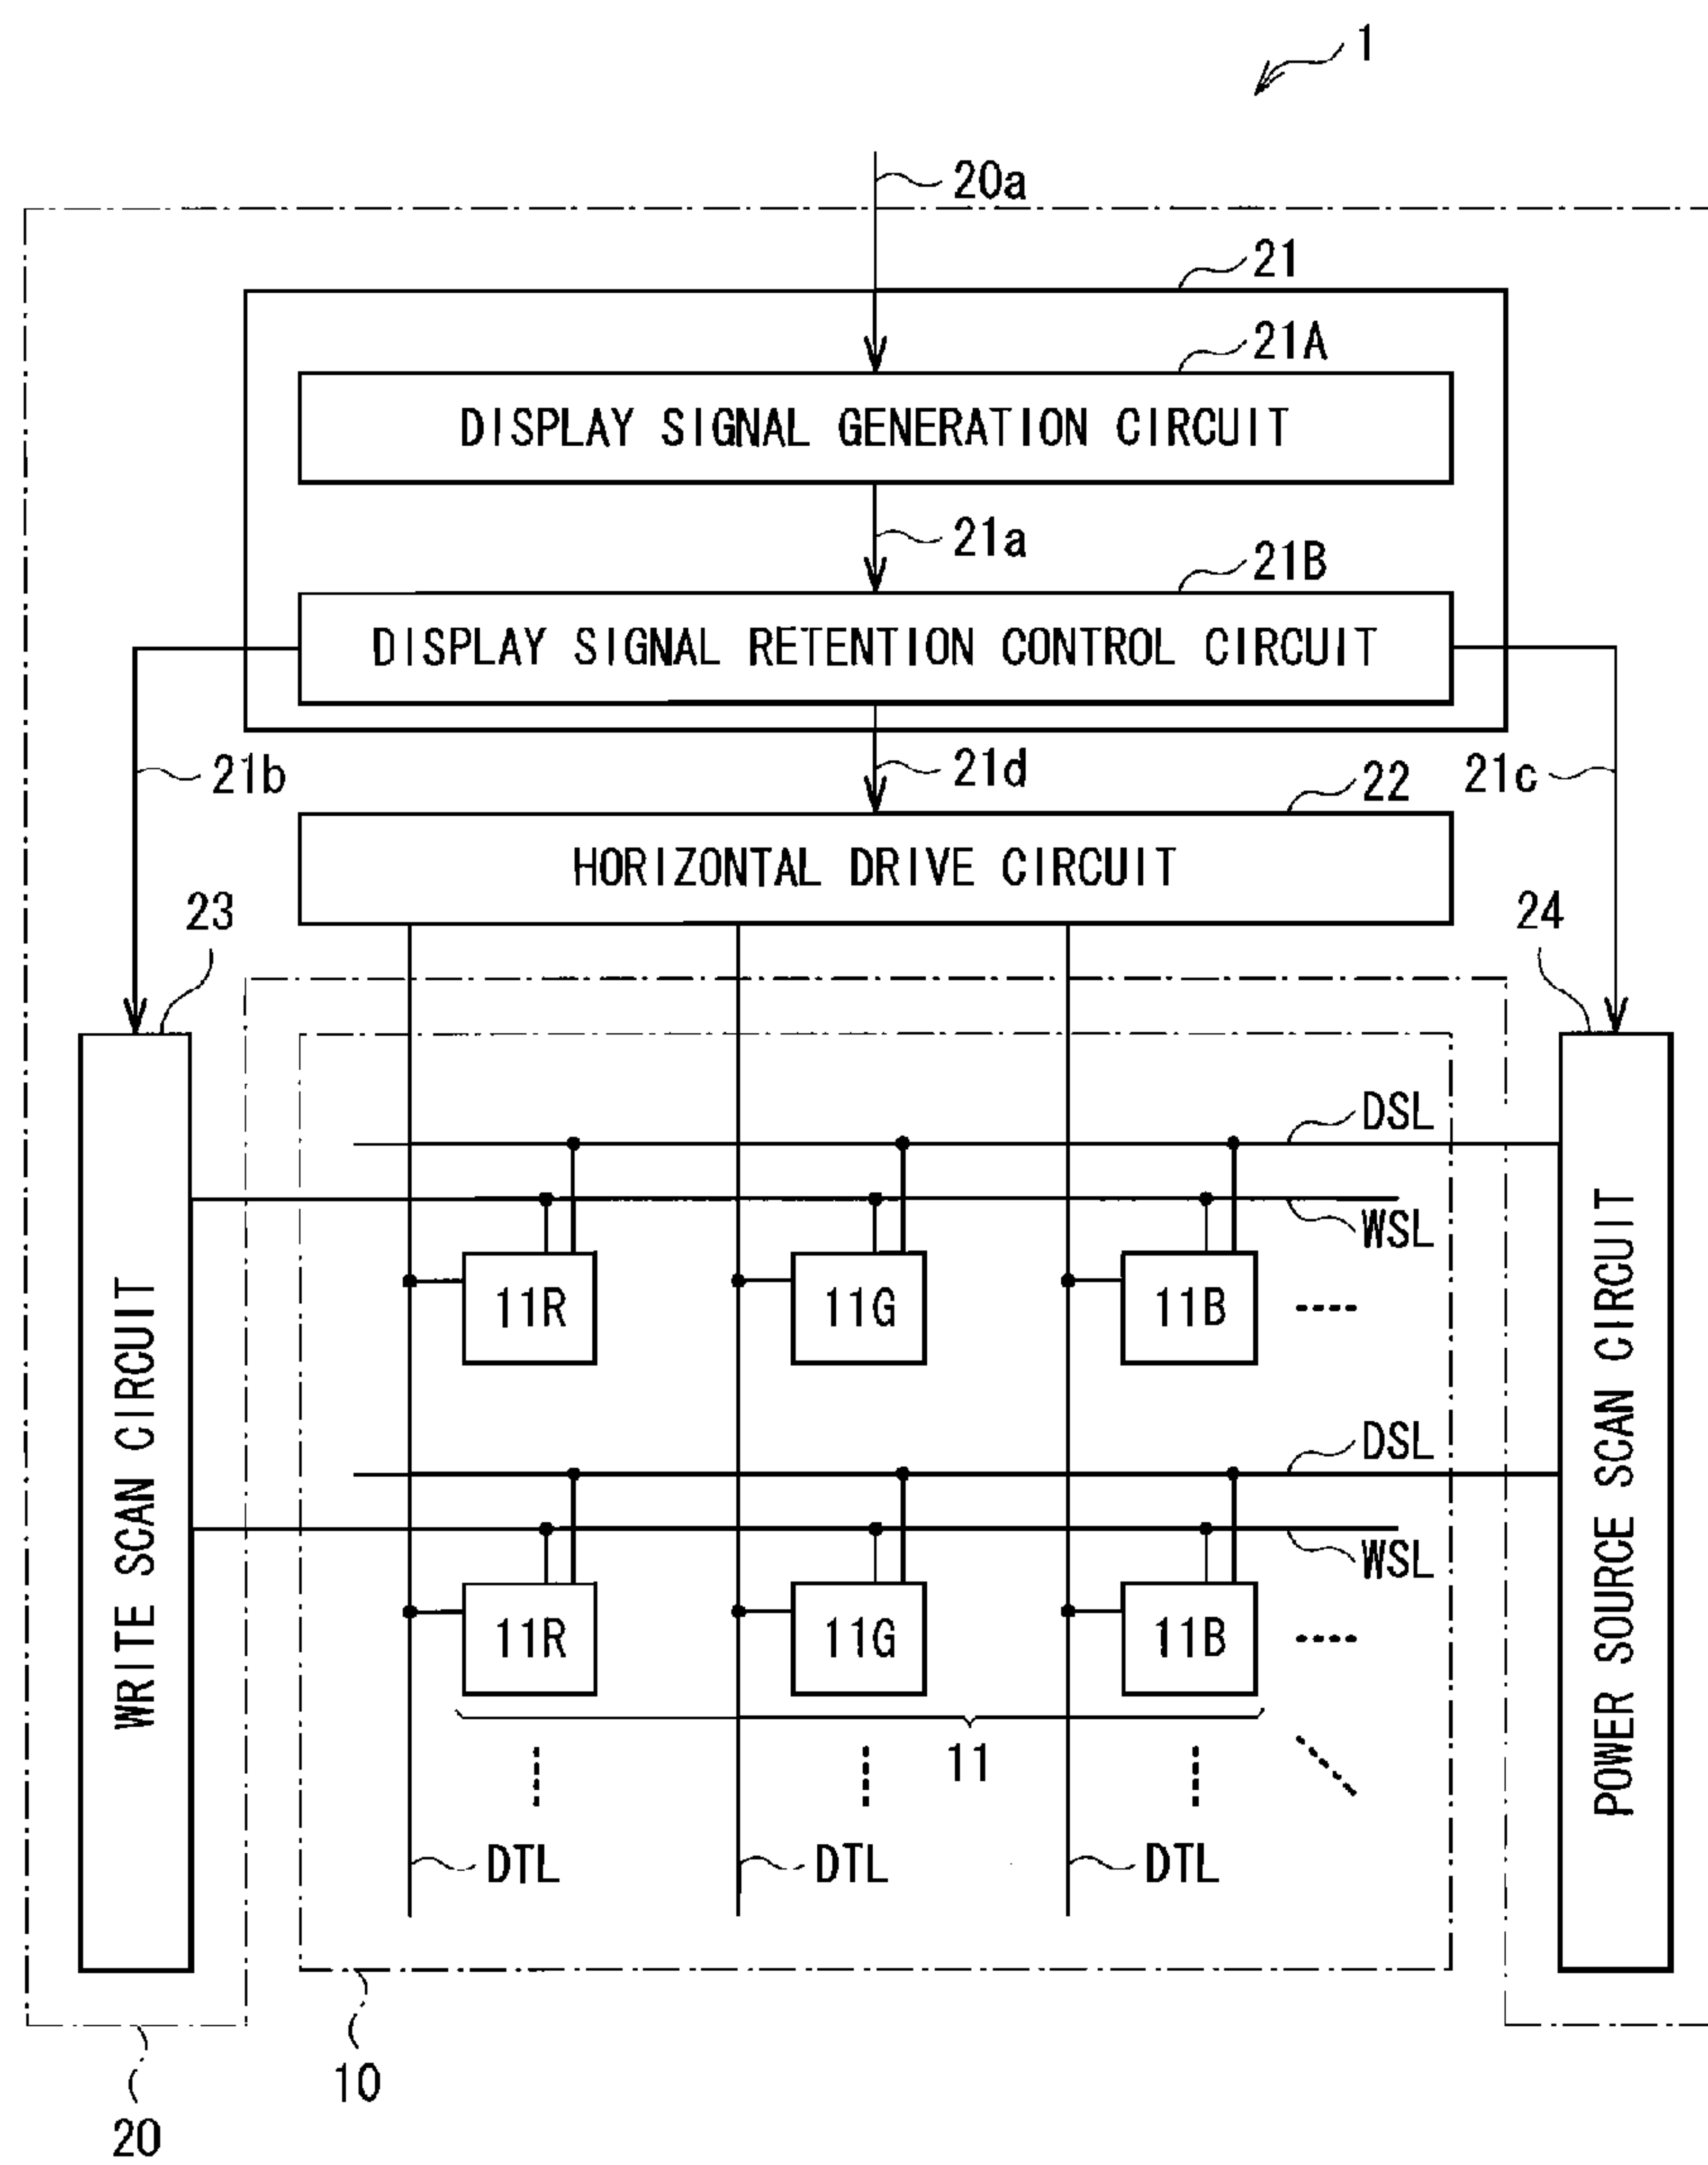 1
20a
21
21A
DISPLAY SIGNAL GENERATION CIRCUIT
21a
21B
DISPLAY SIGNAL RETENTION CONTROL CIRCUIT
21b
21d
21c
22
HORIZONTAL DRIVE CIRCUIT
23
24
DSL
WSL
11R
11G
11B
DSL
WSL
11R
11G
11B
11
WRITE SCAN CIRCUIT
POWER SOURCE SCAN CIRCUIT
DTL
DTL
DTL
10
20